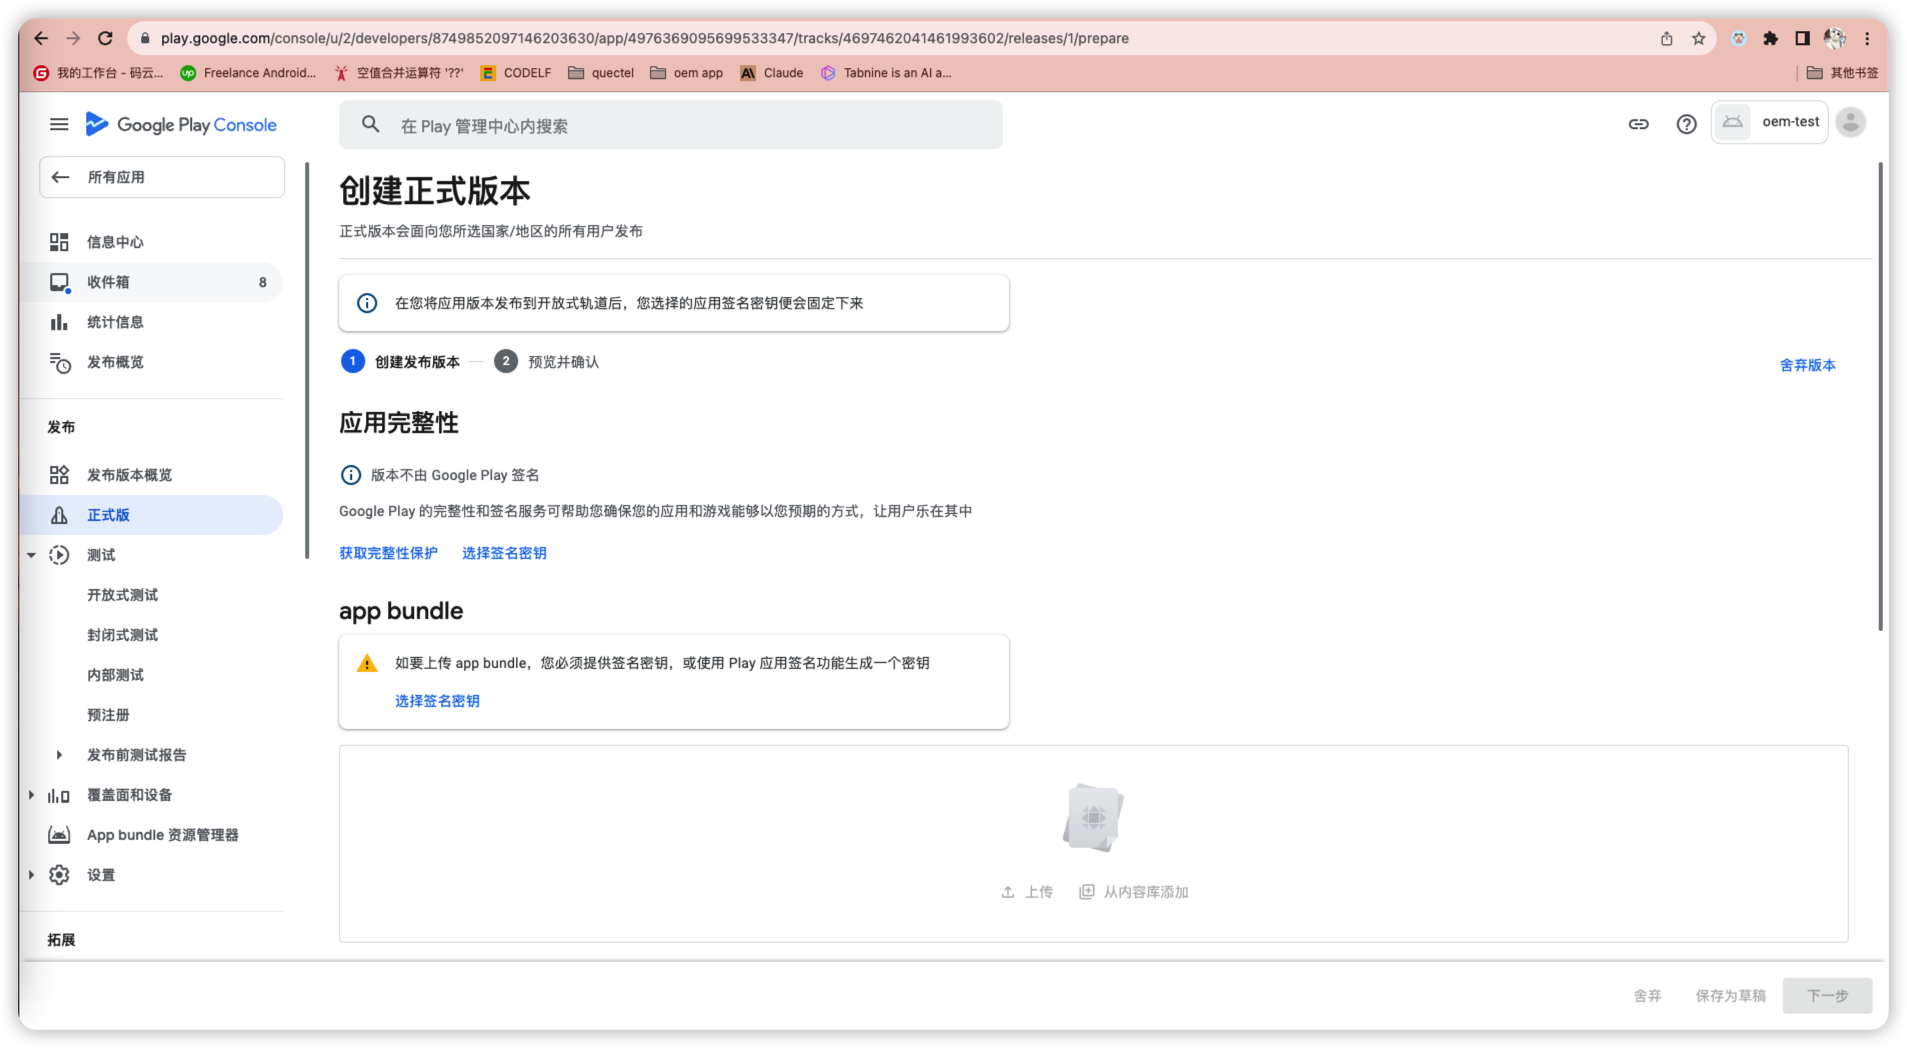 play.google.com/console/u/2/developers/8749852097146203630/app/4976369095699533347/tracks/4697462041461993602/releases/1/prepare
我的工作台 - 码云... Freelance Android... 空值合并运算符 '??' CODELF quectel oem app Claude Tabnine is an AI a... 其他书签
Google Play Console
在 Play 管理中心内搜索
oem-test
所有应用
信息中心
收件箱 8
统计信息
发布概览
发布
发布版本概览
正式版
测试
开放式测试
封闭式测试
内部测试
预注册
发布前测试报告
覆盖面和设备
App bundle 资源管理器
设置
拓展
创建正式版本
正式版本会面向您所选国家/地区的所有用户发布
在您将应用版本发布到开放式轨道后，您选择的应用签名密钥便会固定下来
1 创建发布版本 2 预览并确认
舍弃版本
应用完整性
版本不由 Google Play 签名
Google Play 的完整性和签名服务可帮助您确保您的应用和游戏能够以您预期的方式，让用户乐在其中
获取完整性保护 选择签名密钥
app bundle
如要上传 app bundle，您必须提供签名密钥，或使用 Play 应用签名功能生成一个密钥
选择签名密钥
上传 从内容库添加
舍弃 保存为草稿 下一步